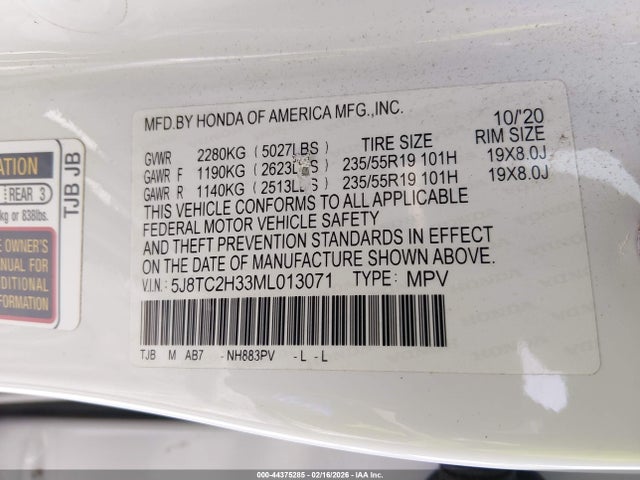 MFD.BY HONDA OF AMERICA MFG.,INC. 10/'20
GVWR 2280KG (5027LBS) TIRE SIZE RIM SIZE
GAWR F 1190KG (2623LBS) 235/55R19 101H 19X8.0J
GAWR R 1140KG (2513LBS) 235/55R19 101H 19X8.0J
THIS VEHICLE CONFORMS TO ALL APPLICABLE
FEDERAL MOTOR VEHICLE SAFETY
AND THEFT PREVENTION STANDARDS IN EFFECT
ON THE DATE OF MANUFACTURE SHOWN ABOVE.
V.I.N.: 5J8TC2H33ML013071 TYPE: MPV
TJB M AB7 - NH883PV - L - L
ATION
REAR 3
kg or 838lbs.
TJB JB
E OWNER'S
ANUAL FOR
DDITIONAL
FORMATION
000-44375285 - 02/16/2026 - IAA Inc.